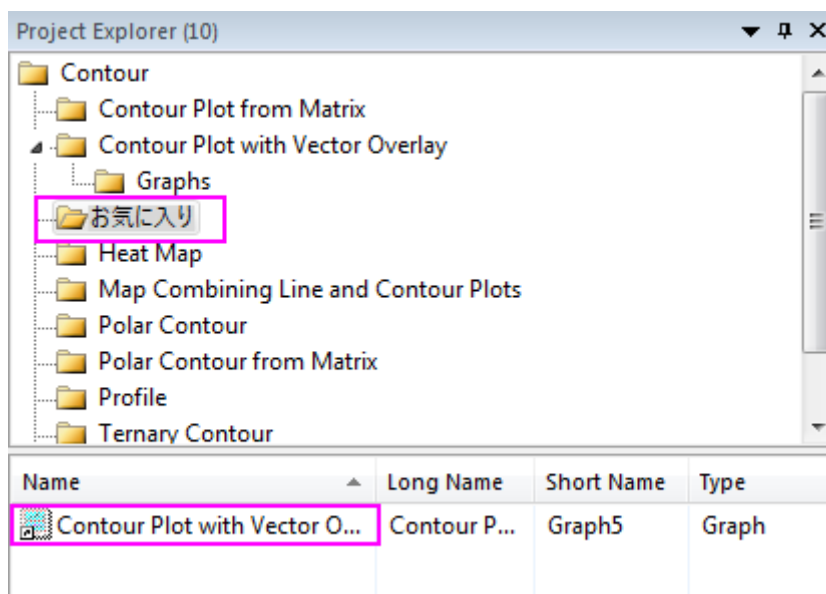 Project Explorer (10)
Contour
Contour Plot from Matrix
Contour Plot with Vector Overlay
Graphs
お気に入り
Heat Map
Map Combining Line and Contour Plots
Polar Contour
Polar Contour from Matrix
Profile
Ternary Contour
Name Long Name Short Name Type
Contour Plot with Vector O... Contour P... Graph5 Graph